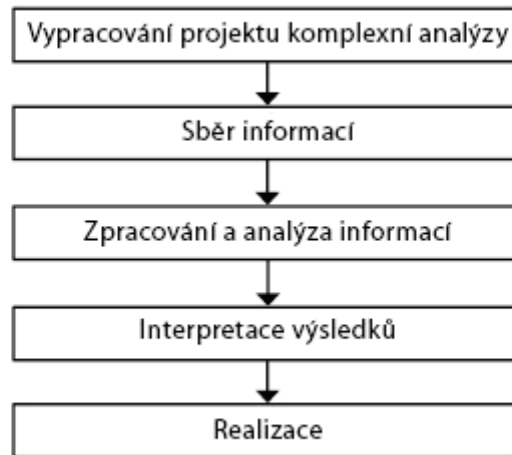 Vypracování projektu komplexní analýzy
Sběr informací
Zpracování a analýza informací
Interpretace výsledků
Realizace